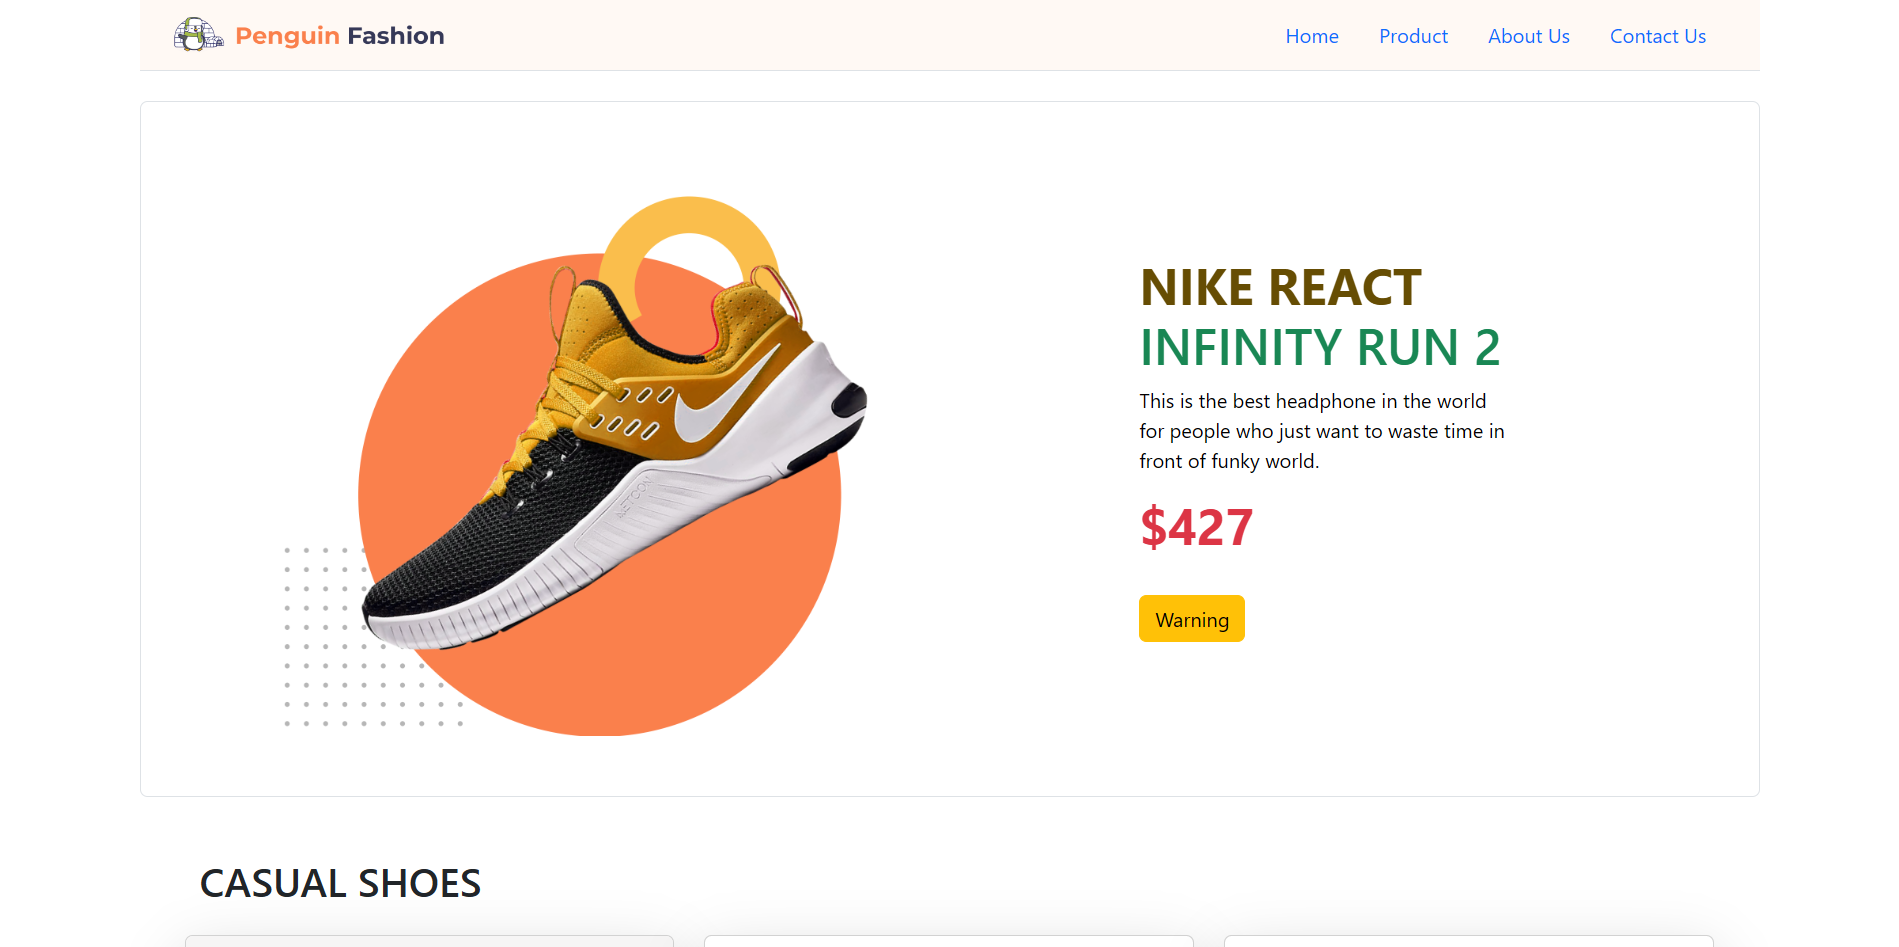 Penguin Fashion
Home Product About Us Contact Us
NIKE REACT
INFINITY RUN 2
This is the best headphone in the world
for people who just want to waste time in
front of funky world.
$427
Warning
METCON
CASUAL SHOES